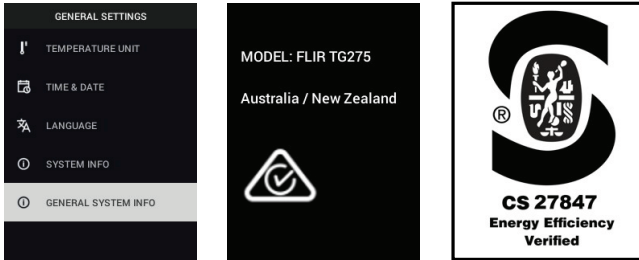 GENERAL SETTINGS
TEMPERATURE UNIT
TIME & DATE
LANGUAGE
SYSTEM INFO
GENERAL SYSTEM INFO
MODEL: FLIR TG275
Australia / New Zealand
®
CS 27847
Energy Efficiency
Verified